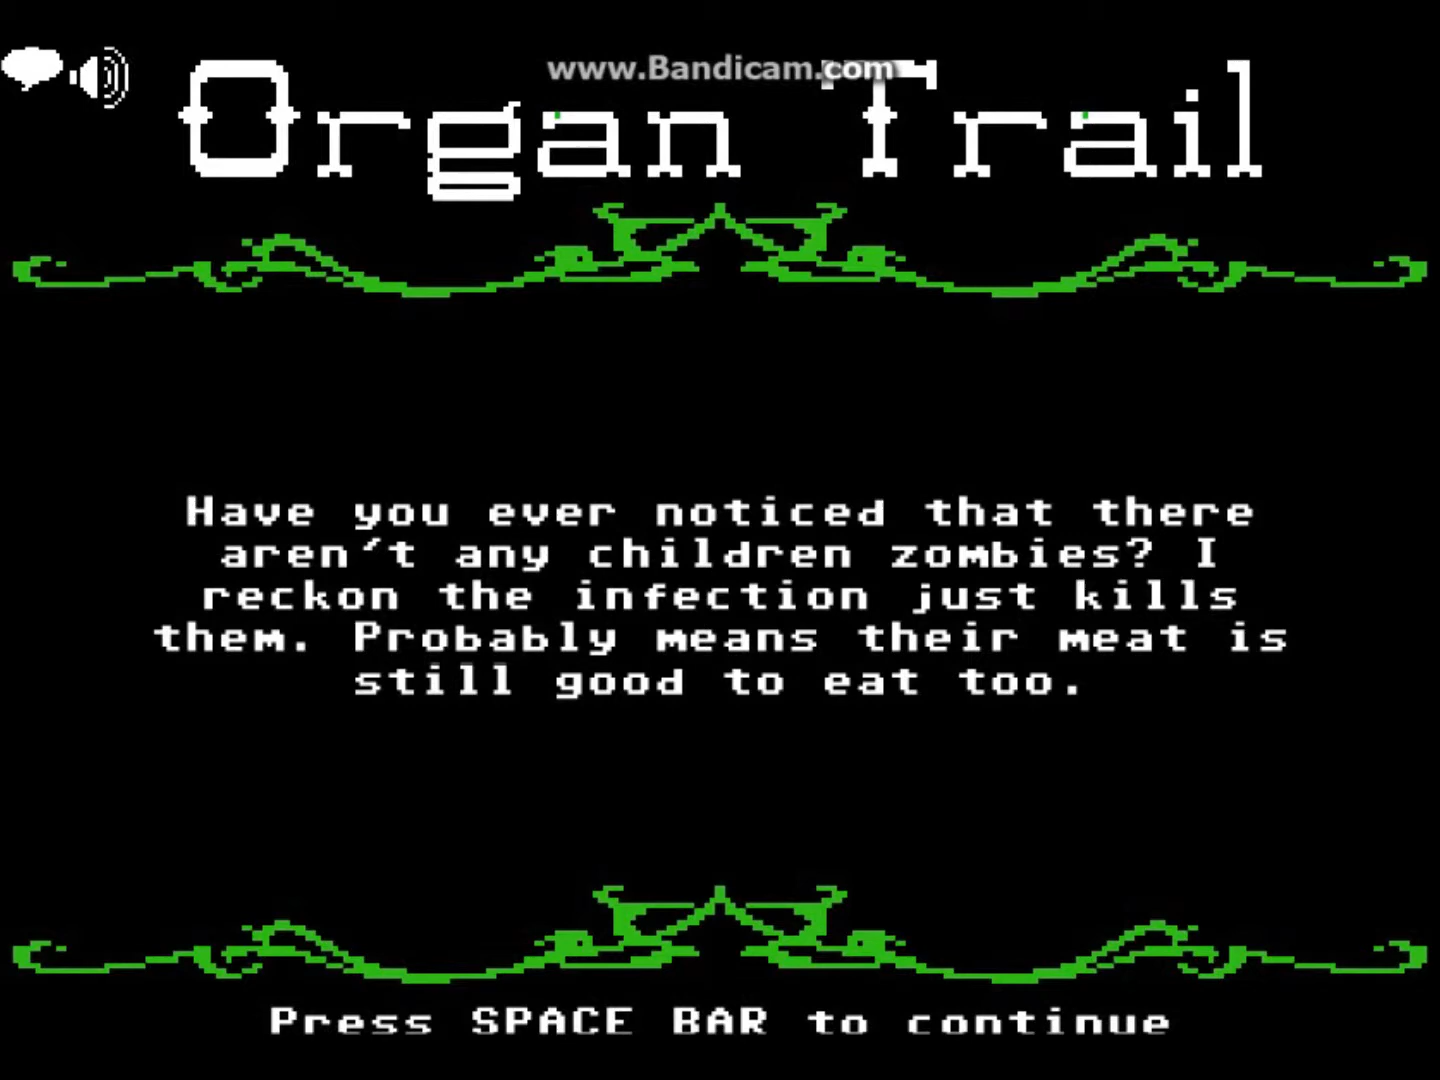 www.Bandicam.com
Organ Trail
Have you ever noticed that there
aren't any children zombies? I
reckon the infection just kills
them. Probably means their meat is
still good to eat too.
Press SPACE BAR to continue